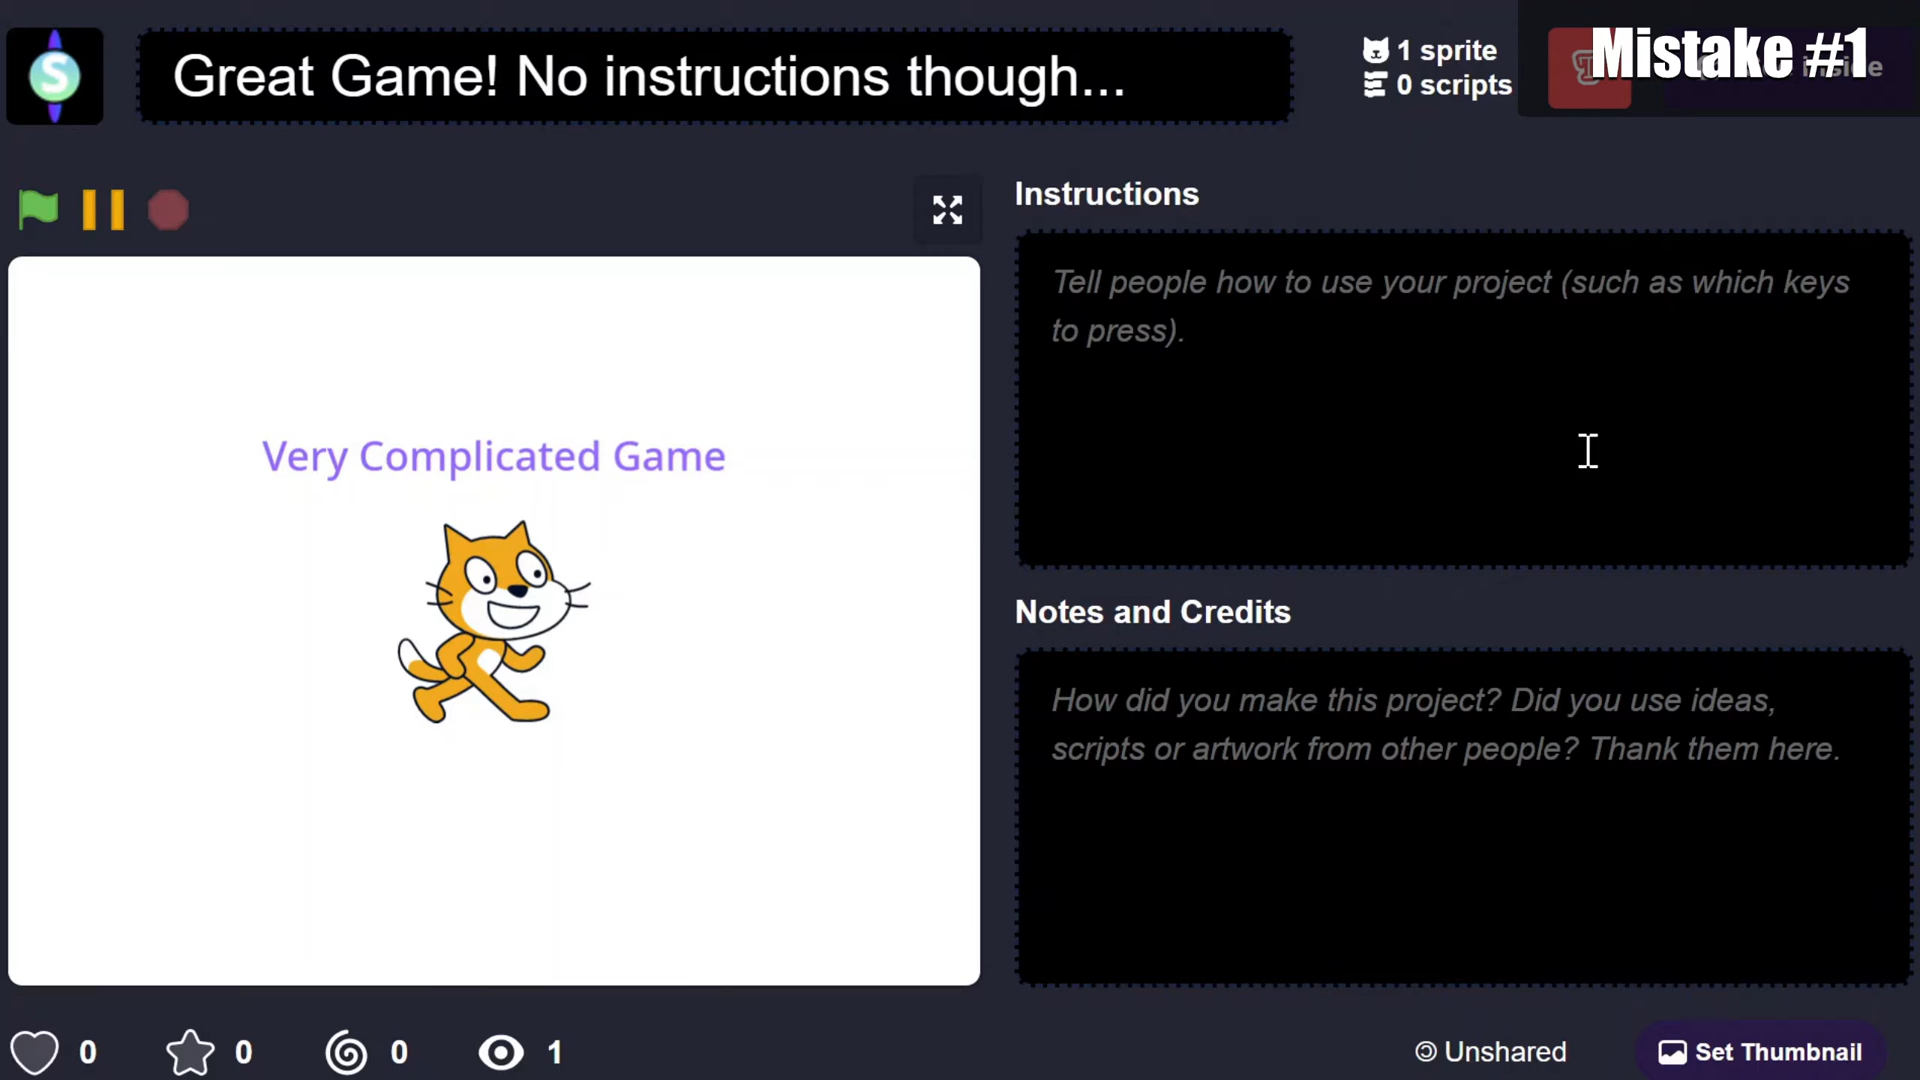 S
Great Game! No instructions though...
1 sprite
0 scripts
Mistake #1
Instructions
Tell people how to use your project (such as which keys
to press).
Very Complicated Game
Notes and Credits
How did you make this project? Did you use ideas,
scripts or artwork from other people? Thank them here.
0
0
0
1
Unshared
Set Thumbnail